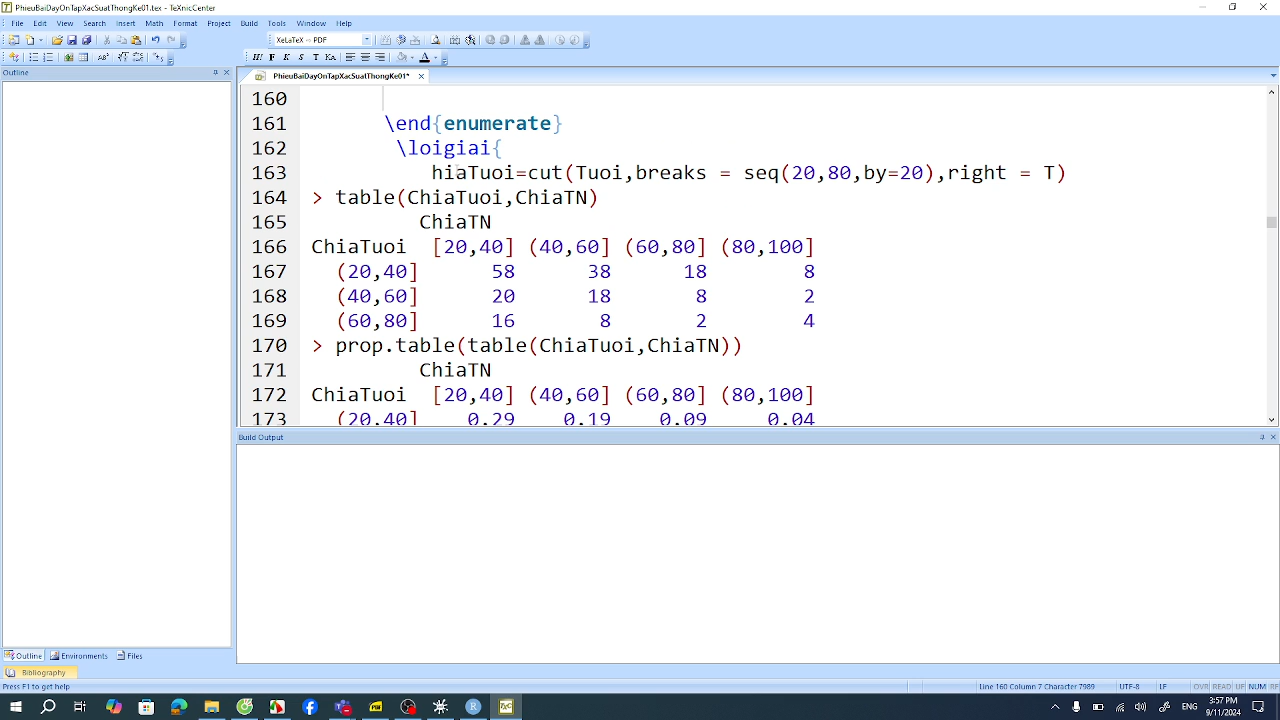 PhieuBaiDayOnTapXacSuatThongKe01.tex - TeXnicCenter
File Edit View Search Insert Math Format Project Build Tools Window Help
XeLaTeX ⇨ PDF
Outline
PhieuBaiDayOnTapXacSuatThongKe01*
160
161 \end{enumerate}
162 \loigiai{
163 hiaTuoi=cut(Tuoi,breaks = seq(20,80,by=20),right = T)
164 > table(ChiaTuoi,ChiaTN)
165 ChiaTN
166 ChiaTuoi [20,40] (40,60] (60,80] (80,100]
167 (20,40] 58 38 18 8
168 (40,60] 20 18 8 2
169 (60,80] 16 8 2 4
170 > prop.table(table(ChiaTuoi,ChiaTN))
171 ChiaTN
172 ChiaTuoi [20,40] (40,60] (60,80] (80,100]
173 (20,40] 0.29 0.19 0.09 0.04
Build Output
Outline Environments Files
Bibliography
Press F1 to get help
Line 160 Column 7 Character 7989 UTF-8 LF OVR READ UF NUM RE
ENG
3:57 PM
9/11/2024